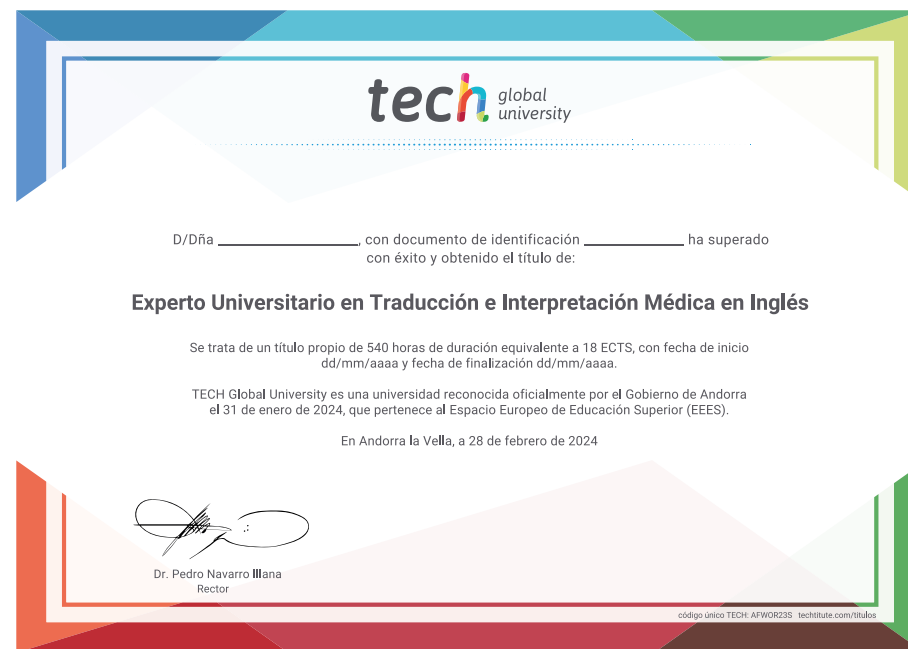 tech global university
D/Dña ________________, con documento de identificación ____________ ha superado
con éxito y obtenido el título de:
Experto Universitario en Traducción e Interpretación Médica en Inglés
Se trata de un título propio de 540 horas de duración equivalente a 18 ECTS, con fecha de inicio
dd/mm/aaaa y fecha de finalización dd/mm/aaaa.
TECH Global University es una universidad reconocida oficialmente por el Gobierno de Andorra
el 31 de enero de 2024, que pertenece al Espacio Europeo de Educación Superior (EEES).
En Andorra la Vella, a 28 de febrero de 2024
Dr. Pedro Navarro Illana
Rector
código único TECH: AFWOR23S techtitute.com/titulos